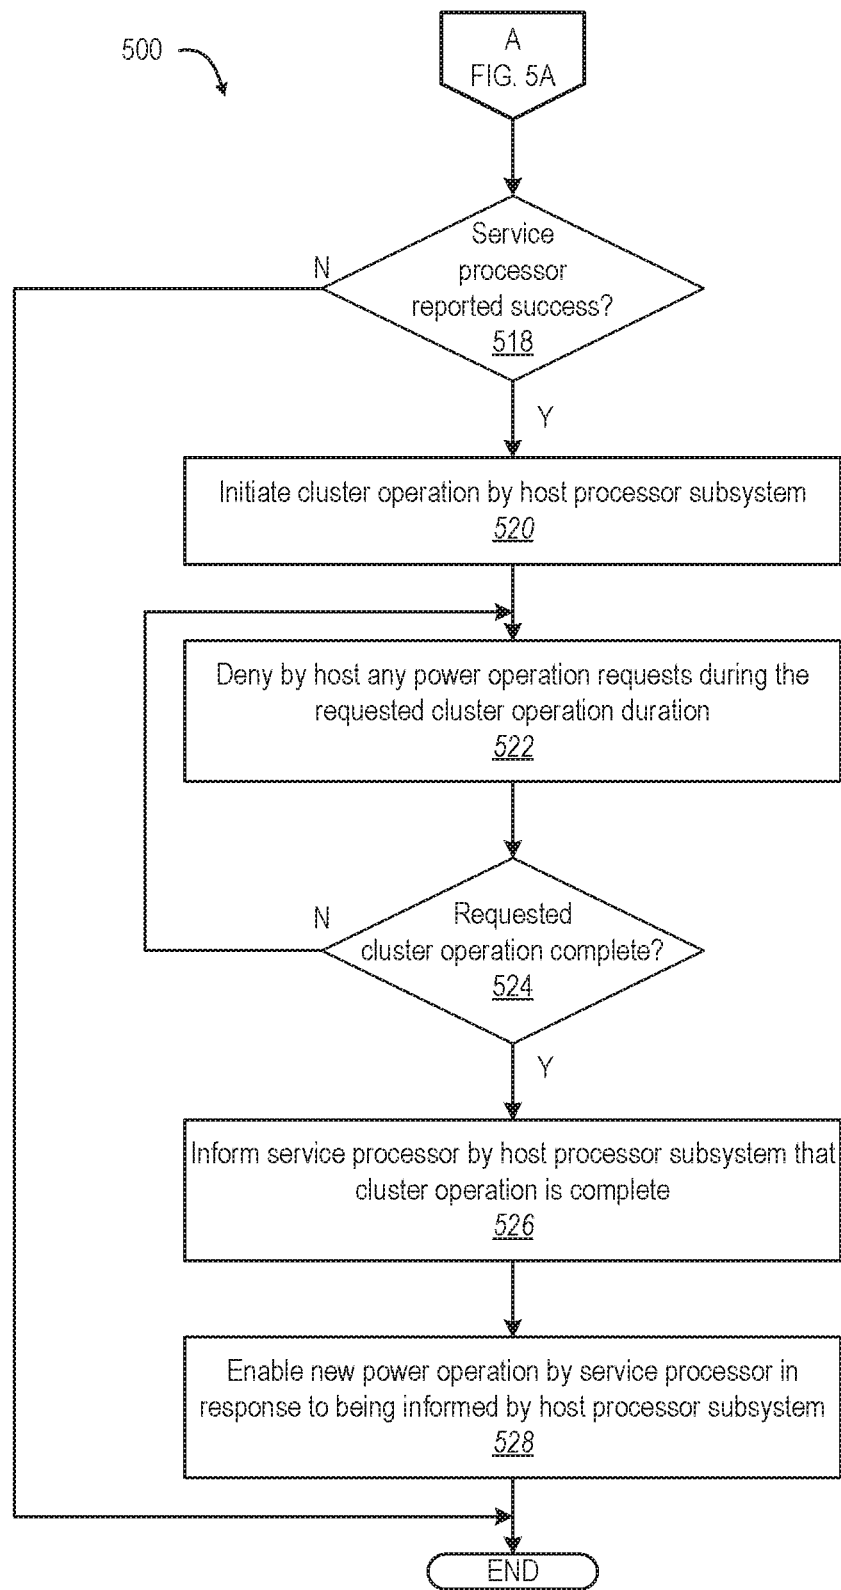 500
A
FIG. 5A
Service
processor
reported success?
518
N
Y
Initiate cluster operation by host processor subsystem
520
Deny by host any power operation requests during the
requested cluster operation duration
522
Requested
cluster operation complete?
524
N
Y
Inform service processor by host processor subsystem that
cluster operation is complete
526
Enable new power operation by service processor in
response to being informed by host processor subsystem
528
END